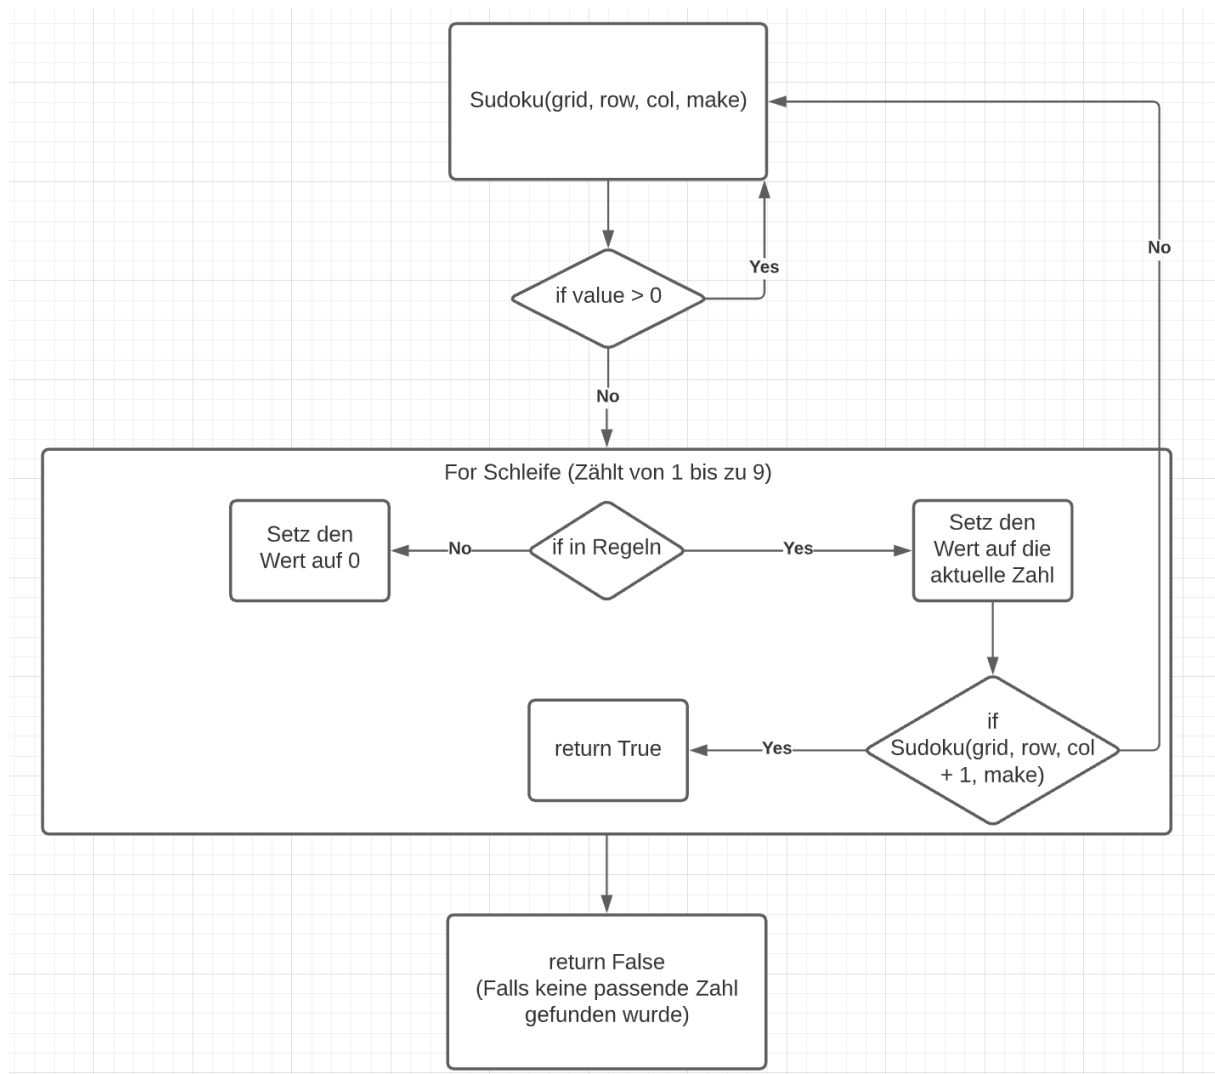 Sudoku(grid, row, col, make)
No
Yes
if value > 0
No
For Schleife (Zählt von 1 bis zu 9)
Setz den
Wert auf 0
No
if in Regeln
Yes
Setz den
Wert auf die
aktuelle Zahl
return True
Yes
if
Sudoku(grid, row, col
+ 1, make)
return False
(Falls keine passende Zahl
gefunden wurde)